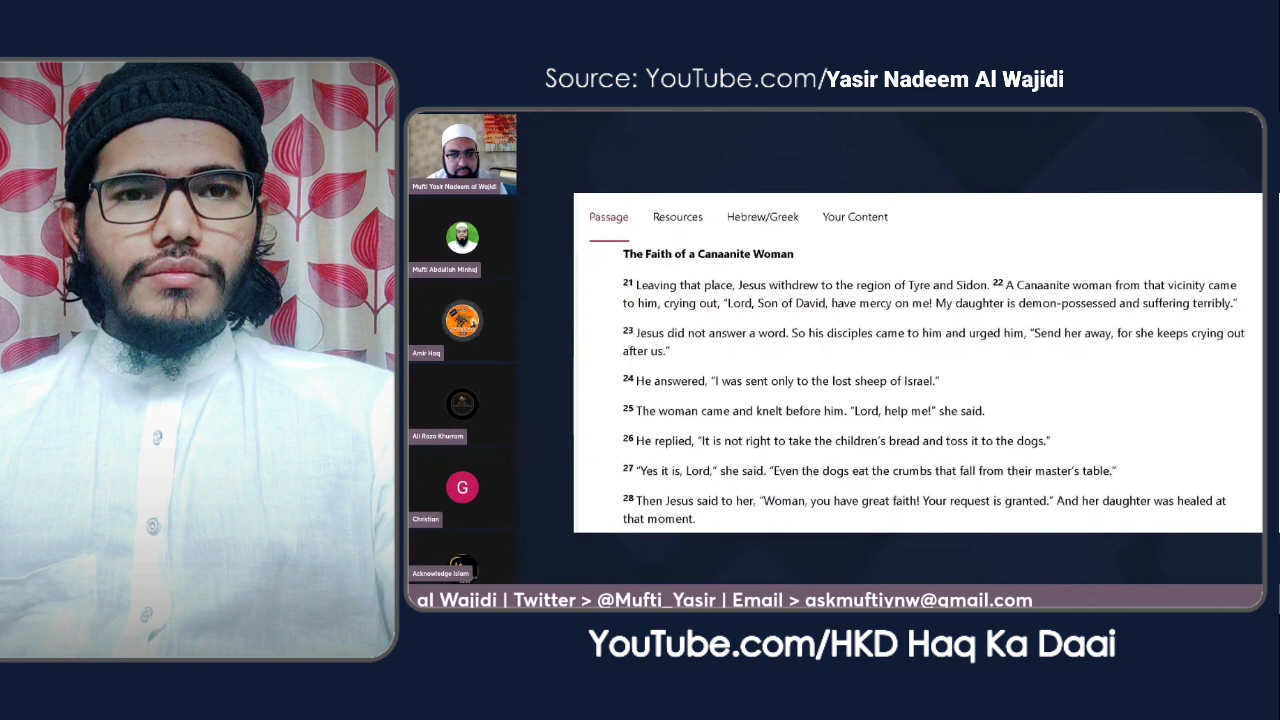 Source: YouTube.com/Yasir Nadeem Al Wajidi
Mufti Yasir Nadeem al Wajidi
Mufti Abdullah Minhaj
Amir Haq
Ali Raza Khurram
G
Christian
Acknowledge Islam
Passage Resources Hebrew/Greek Your Content
The Faith of a Canaanite Woman
21 Leaving that place, Jesus withdrew to the region of Tyre and Sidon. 22 A Canaanite woman from that vicinity came
to him, crying out, “Lord, Son of David, have mercy on me! My daughter is demon-possessed and suffering terribly.”
23 Jesus did not answer a word. So his disciples came to him and urged him, “Send her away, for she keeps crying out
after us.”
24 He answered, “I was sent only to the lost sheep of Israel.”
25 The woman came and knelt before him. “Lord, help me!” she said.
26 He replied, “It is not right to take the children’s bread and toss it to the dogs.”
27 “Yes it is, Lord,” she said. “Even the dogs eat the crumbs that fall from their master’s table.”
28 Then Jesus said to her, “Woman, you have great faith! Your request is granted.” And her daughter was healed at
that moment.
al Wajidi | Twitter > @Mufti_Yasir | Email > askmuftiynw@gmail.com
YouTube.com/HKD Haq Ka Daai